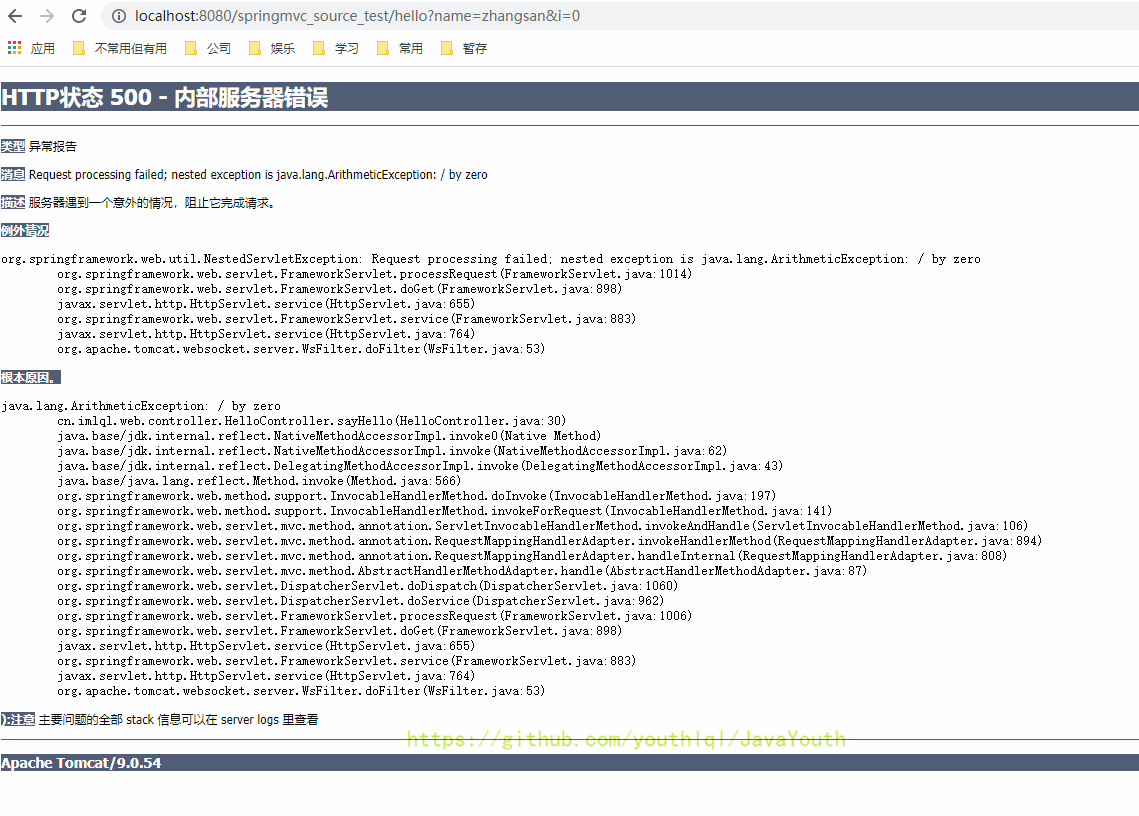 localhost:8080/springmvc_source_test/hello?name=zhangsan&i=0
应用 不常用但有用 公司 娱乐 学习 常用 暂存
HTTP状态 500 - 内部服务器错误
类型 异常报告
消息 Request processing failed; nested exception is java.lang.ArithmeticException: / by zero
描述 服务器遇到一个意外的情况，阻止它完成请求。
例外情况
org.springframework.web.util.NestedServletException: Request processing failed; nested exception is java.lang.ArithmeticException: / by zero
org.springframework.web.servlet.FrameworkServlet.processRequest(FrameworkServlet.java:1014)
org.springframework.web.servlet.FrameworkServlet.doGet(FrameworkServlet.java:898)
javax.servlet.http.HttpServlet.service(HttpServlet.java:655)
org.springframework.web.servlet.FrameworkServlet.service(FrameworkServlet.java:883)
javax.servlet.http.HttpServlet.service(HttpServlet.java:764)
org.apache.tomcat.websocket.server.WsFilter.doFilter(WsFilter.java:53)
根本原因。
java.lang.ArithmeticException: / by zero
cn.imlql.web.controller.HelloController.sayHello(HelloController.java:30)
java.base/jdk.internal.reflect.NativeMethodAccessorImpl.invoke0(Native Method)
java.base/jdk.internal.reflect.NativeMethodAccessorImpl.invoke(NativeMethodAccessorImpl.java:62)
java.base/jdk.internal.reflect.DelegatingMethodAccessorImpl.invoke(DelegatingMethodAccessorImpl.java:43)
java.base/java.lang.reflect.Method.invoke(Method.java:566)
org.springframework.web.method.support.InvocableHandlerMethod.doInvoke(InvocableHandlerMethod.java:197)
org.springframework.web.method.support.InvocableHandlerMethod.invokeForRequest(InvocableHandlerMethod.java:141)
org.springframework.web.servlet.mvc.method.annotation.ServletInvocableHandlerMethod.invokeAndHandle(ServletInvocableHandlerMethod.java:106)
org.springframework.web.servlet.mvc.method.annotation.RequestMappingHandlerAdapter.invokeHandlerMethod(RequestMappingHandlerAdapter.java:894)
org.springframework.web.servlet.mvc.method.annotation.RequestMappingHandlerAdapter.handleInternal(RequestMappingHandlerAdapter.java:808)
org.springframework.web.servlet.mvc.method.AbstractHandlerMethodAdapter.handle(AbstractHandlerMethodAdapter.java:87)
org.springframework.web.servlet.DispatcherServlet.doDispatch(DispatcherServlet.java:1060)
org.springframework.web.servlet.DispatcherServlet.doService(DispatcherServlet.java:962)
org.springframework.web.servlet.FrameworkServlet.processRequest(FrameworkServlet.java:1006)
org.springframework.web.servlet.FrameworkServlet.doGet(FrameworkServlet.java:898)
javax.servlet.http.HttpServlet.service(HttpServlet.java:655)
org.springframework.web.servlet.FrameworkServlet.service(FrameworkServlet.java:883)
javax.servlet.http.HttpServlet.service(HttpServlet.java:764)
org.apache.tomcat.websocket.server.WsFilter.doFilter(WsFilter.java:53)
):注意 主要问题的全部 stack 信息可以在 server logs 里查看
https://github.com/youthlql/JavaYouth
Apache Tomcat/9.0.54